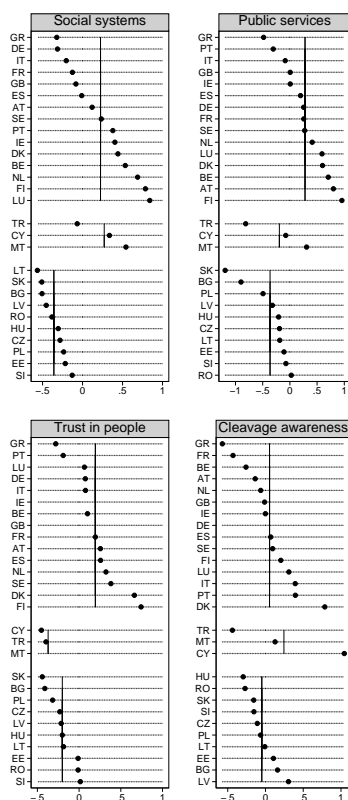 Social systems
GR
DE
IT
FR
GB
ES
AT
SE
PT
IE
DK
BE
NL
FI
LU
TR
CY
MT
LT
SK
BG
LV
RO
HU
CZ
PL
EE
SI
-.5 0 .5 1
Public services
GR
PT
IT
GB
IE
ES
DE
FR
SE
NL
LU
DK
BE
AT
FI
TR
CY
MT
SK
BG
PL
LV
HU
CZ
LT
EE
SI
RO
-1 -.5 0 .5 1
Trust in people
GR
PT
LU
DE
IT
IE
BE
GB
FR
AT
ES
NL
SE
DK
FI
CY
TR
MT
SK
BG
PL
CZ
LV
HU
LT
EE
RO
SI
-.5 0 .5 1
Cleavage awareness
GR
FR
BE
AT
NL
GB
IE
DE
ES
SE
FI
LU
IT
PT
DK
TR
MT
CY
HU
RO
SK
SI
CZ
PL
LT
EE
BG
LV
-.5 0 .5 1